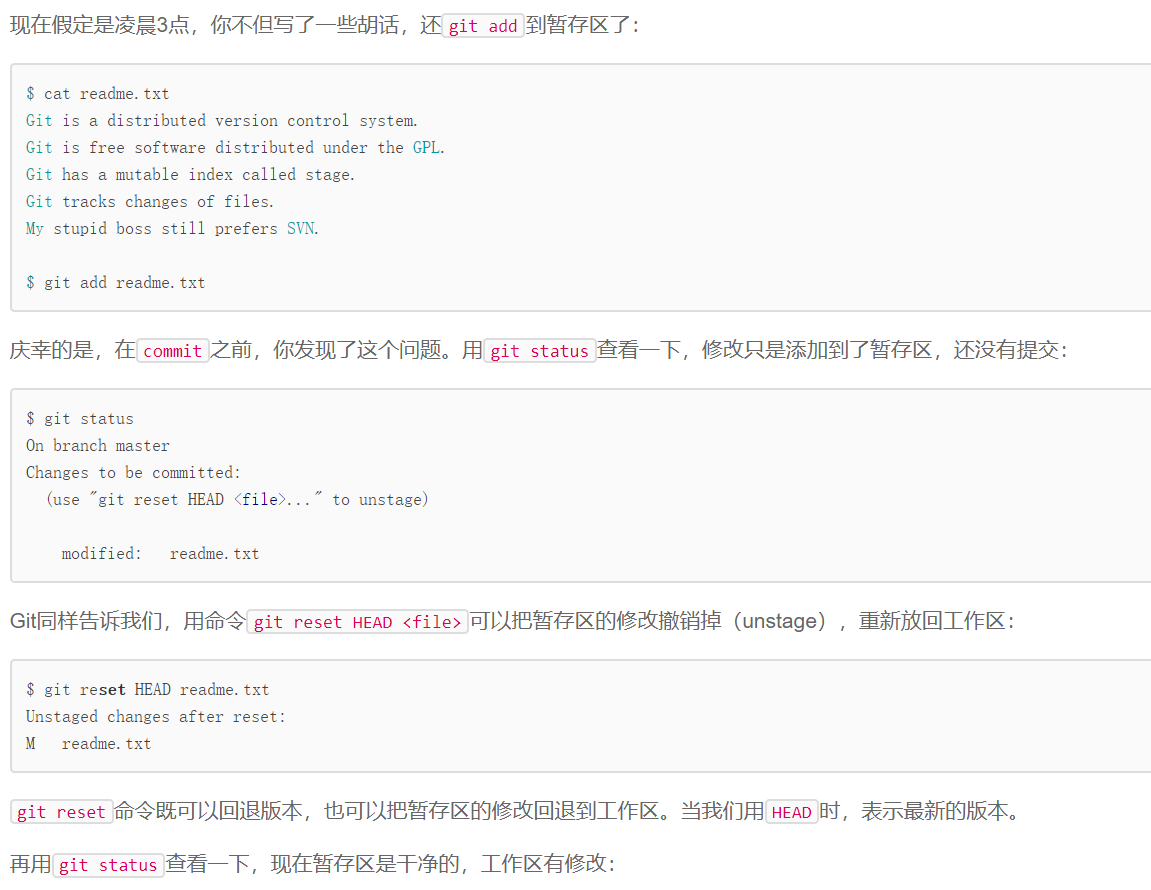 现在假定是凌晨3点，你不但写了一些胡话，还git add到暂存区了：
$ cat readme.txt
Git is a distributed version control system.
Git is free software distributed under the GPL.
Git has a mutable index called stage.
Git tracks changes of files.
My stupid boss still prefers SVN.
$ git add readme.txt
庆幸的是，在commit之前，你发现了这个问题。用git status查看一下，修改只是添加到了暂存区，还没有提交：
$ git status
On branch master
Changes to be committed:
(use "git reset HEAD <file>..." to unstage)
modified: readme.txt
Git同样告诉我们，用命令git reset HEAD <file>可以把暂存区的修改撤销掉（unstage），重新放回工作区：
$ git reset HEAD readme.txt
Unstaged changes after reset:
M readme.txt
git reset命令既可以回退版本，也可以把暂存区的修改回退到工作区。当我们用HEAD时，表示最新的版本。
再用git status查看一下，现在暂存区是干净的，工作区有修改：